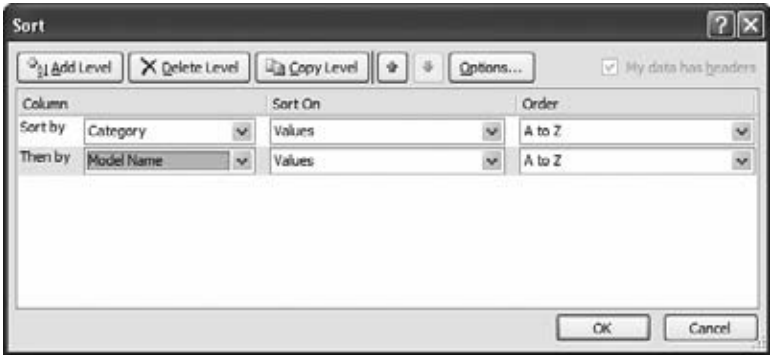 Sort
Add Level Delete Level Copy Level Options... My data has headers
Column Sort On Order
Sort by Category Values A to Z
Then by Model Name Values A to Z
OK Cancel